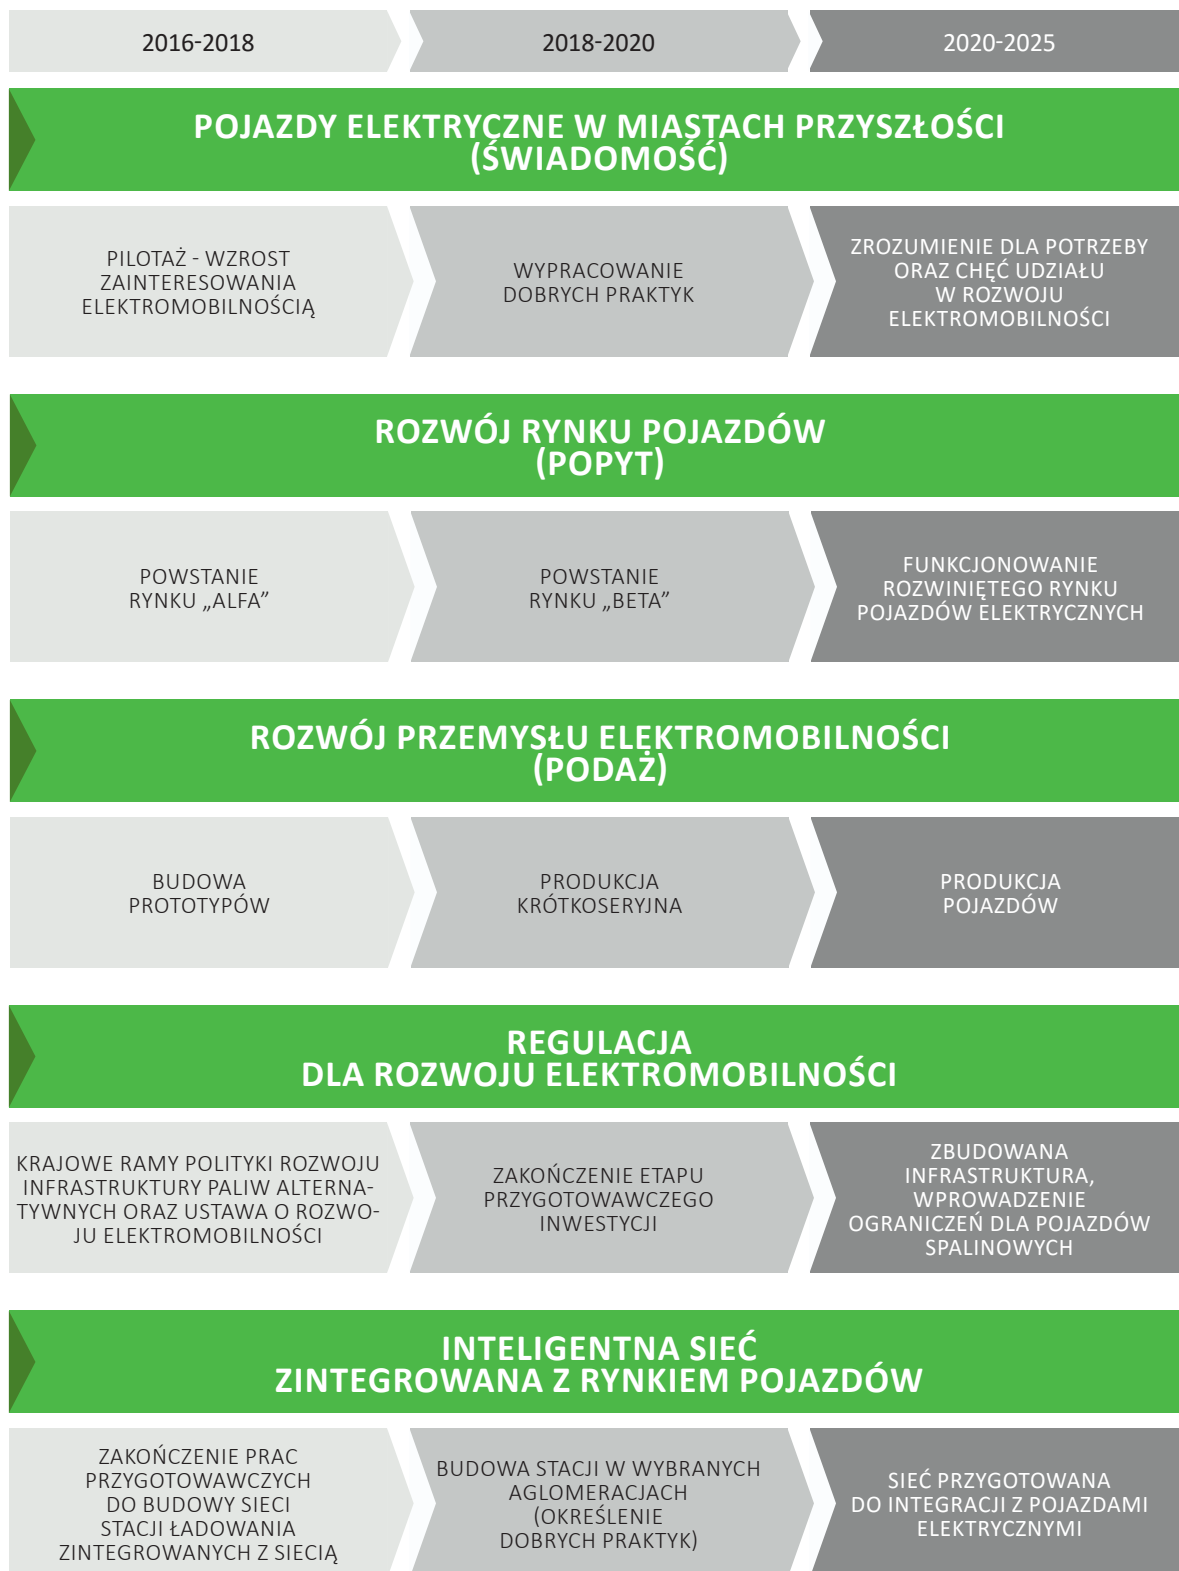 2016-2018
2018-2020
2020-2025
POJAZDY ELEKTRYCZNE W MIASTACH PRZYSZŁOŚCI
(ŚWIADOMOŚĆ)
PILOTAŻ - WZROST
ZAINTERESOWANIA
ELEKTROMOBILNOŚCIĄ
WYPRACOWANIE
DOBRYCH PRAKTYK
ZROZUMIENIE DLA POTRZEBY
ORAZ CHĘĆ UDZIAŁU
W ROZWOJU
ELEKTROMOBILNOŚCI
ROZWÓJ RYNKU POJAZDÓW
(POPYT)
POWSTANIE
RYNKU „ALFA”
POWSTANIE
RYNKU „BETA”
FUNKCJONOWANIE
ROZWINIĘTEGO RYNKU
POJAZDÓW ELEKTRYCZNYCH
ROZWÓJ PRZEMYSŁU ELEKTROMOBILNOŚCI
(PODAŻ)
BUDOWA
PROTOTYPÓW
PRODUKCJA
KRÓTKOSERYJNA
PRODUKCJA
POJAZDÓW
REGULACJA
DLA ROZWOJU ELEKTROMOBILNOŚCI
KRAJOWE RAMY POLITYKI ROZWOJU
INFRASTRUKTURY PALIW ALTERNA-
TYWNYCH ORAZ USTAWA O ROZWO-
JU ELEKTROMOBILNOŚCI
ZAKOŃCZENIE ETAPU
PRZYGOTOWAWCZEGO
INWESTYCJI
ZBUDOWANA
INFRASTRUKTURA,
WPROWADZENIE
OGRANICZEŃ DLA POJAZDÓW
SPALINOWYCH
INTELIGENTNA SIEĆ
ZINTEGROWANA Z RYNKIEM POJAZDÓW
ZAKOŃCZENIE PRAC
PRZYGOTOWAWCZYCH
DO BUDOWY SIECI
STACJI ŁADOWANIA
ZINTEGROWANYCH Z SIECIĄ
BUDOWA STACJI W WYBRANYCH
AGLOMERACJACH
(OKREŚLENIE
DOBRYCH PRAKTYK)
SIEĆ PRZYGOTOWANA
DO INTEGRACJI Z POJAZDAMI
ELEKTRYCZNYMI